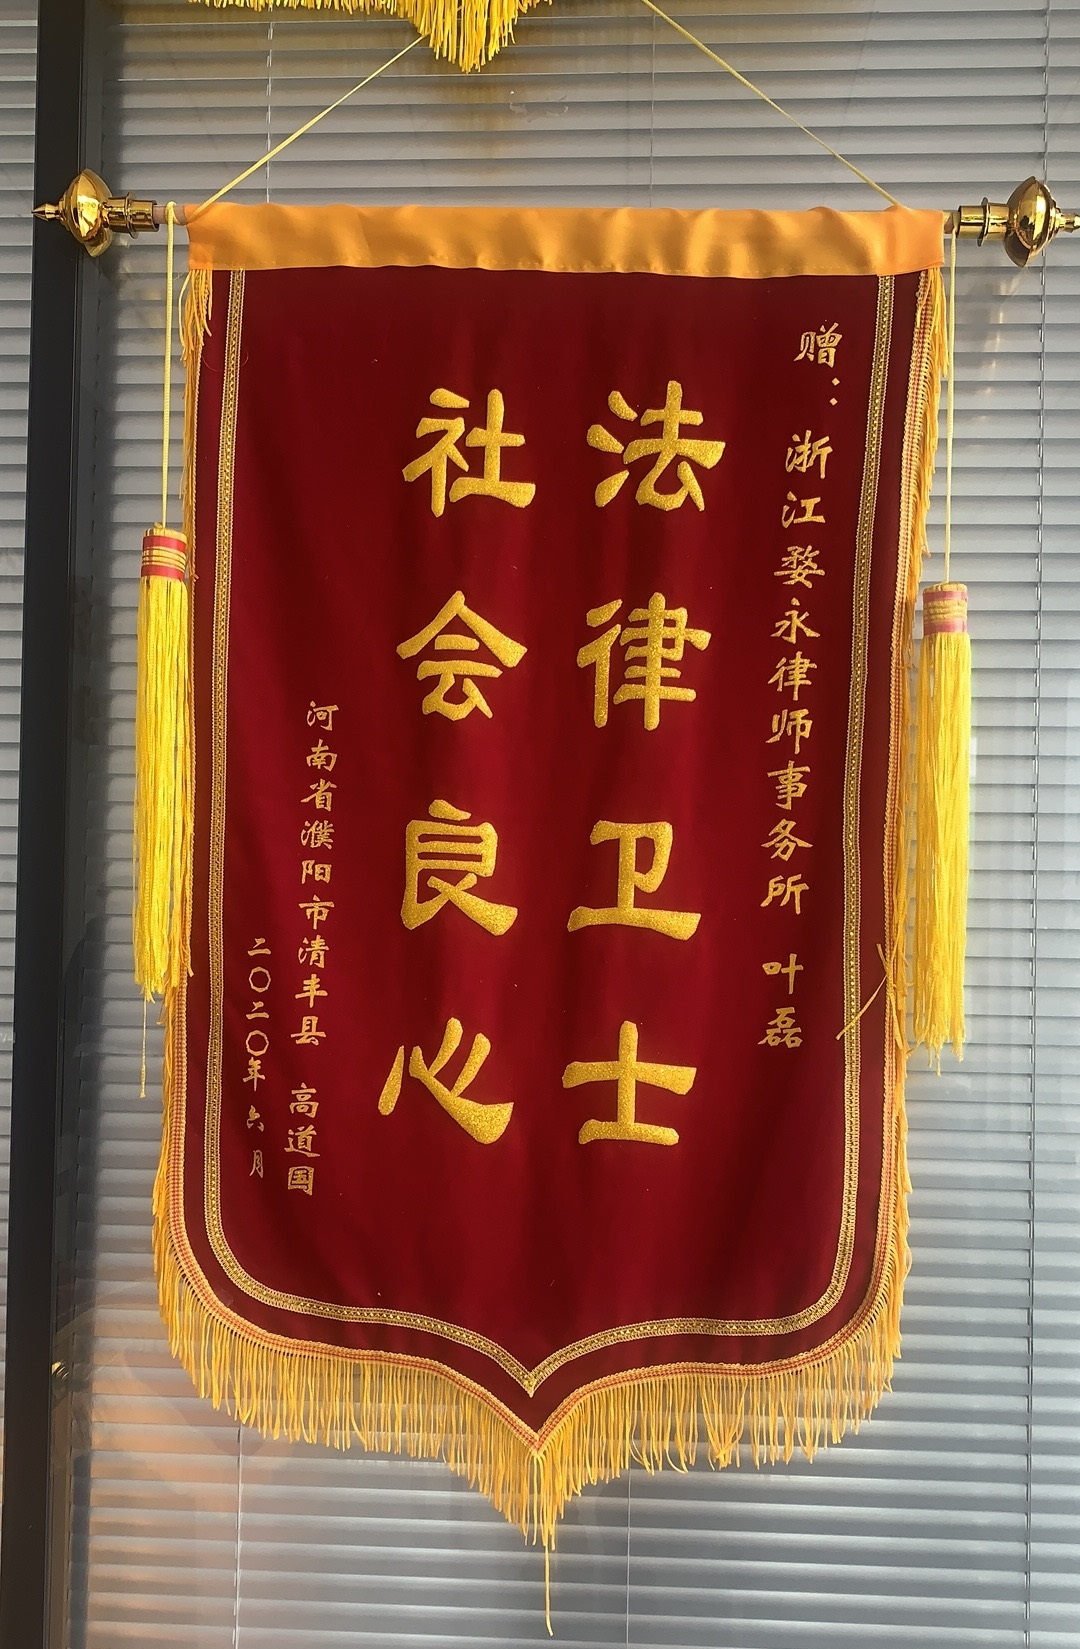 赠：浙江婺永律师事务所 叶磊
法律卫士
社会良心
河南省濮阳市清丰县 高道国
二〇二〇年六月